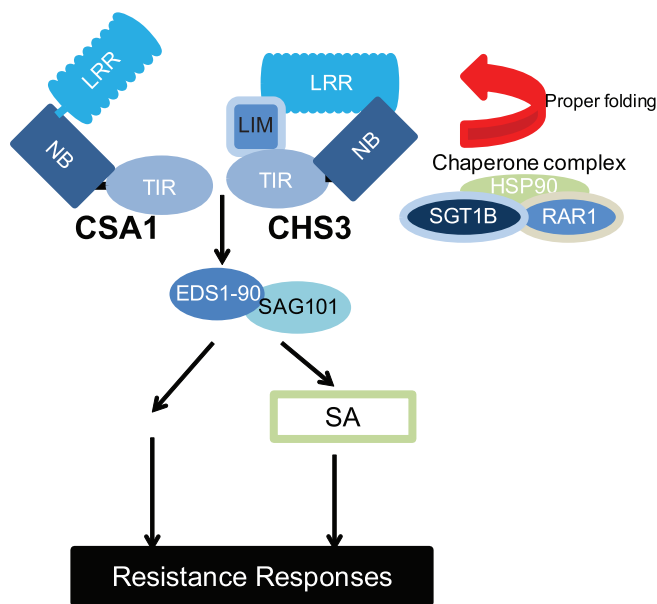 LRR
LRR
LIM
NB
NB
TIR
TIR
CSA1
CHS3
Proper folding
Chaperone complex
HSP90
SGT1B
RAR1
EDS1-90
SAG101
SA
Resistance Responses